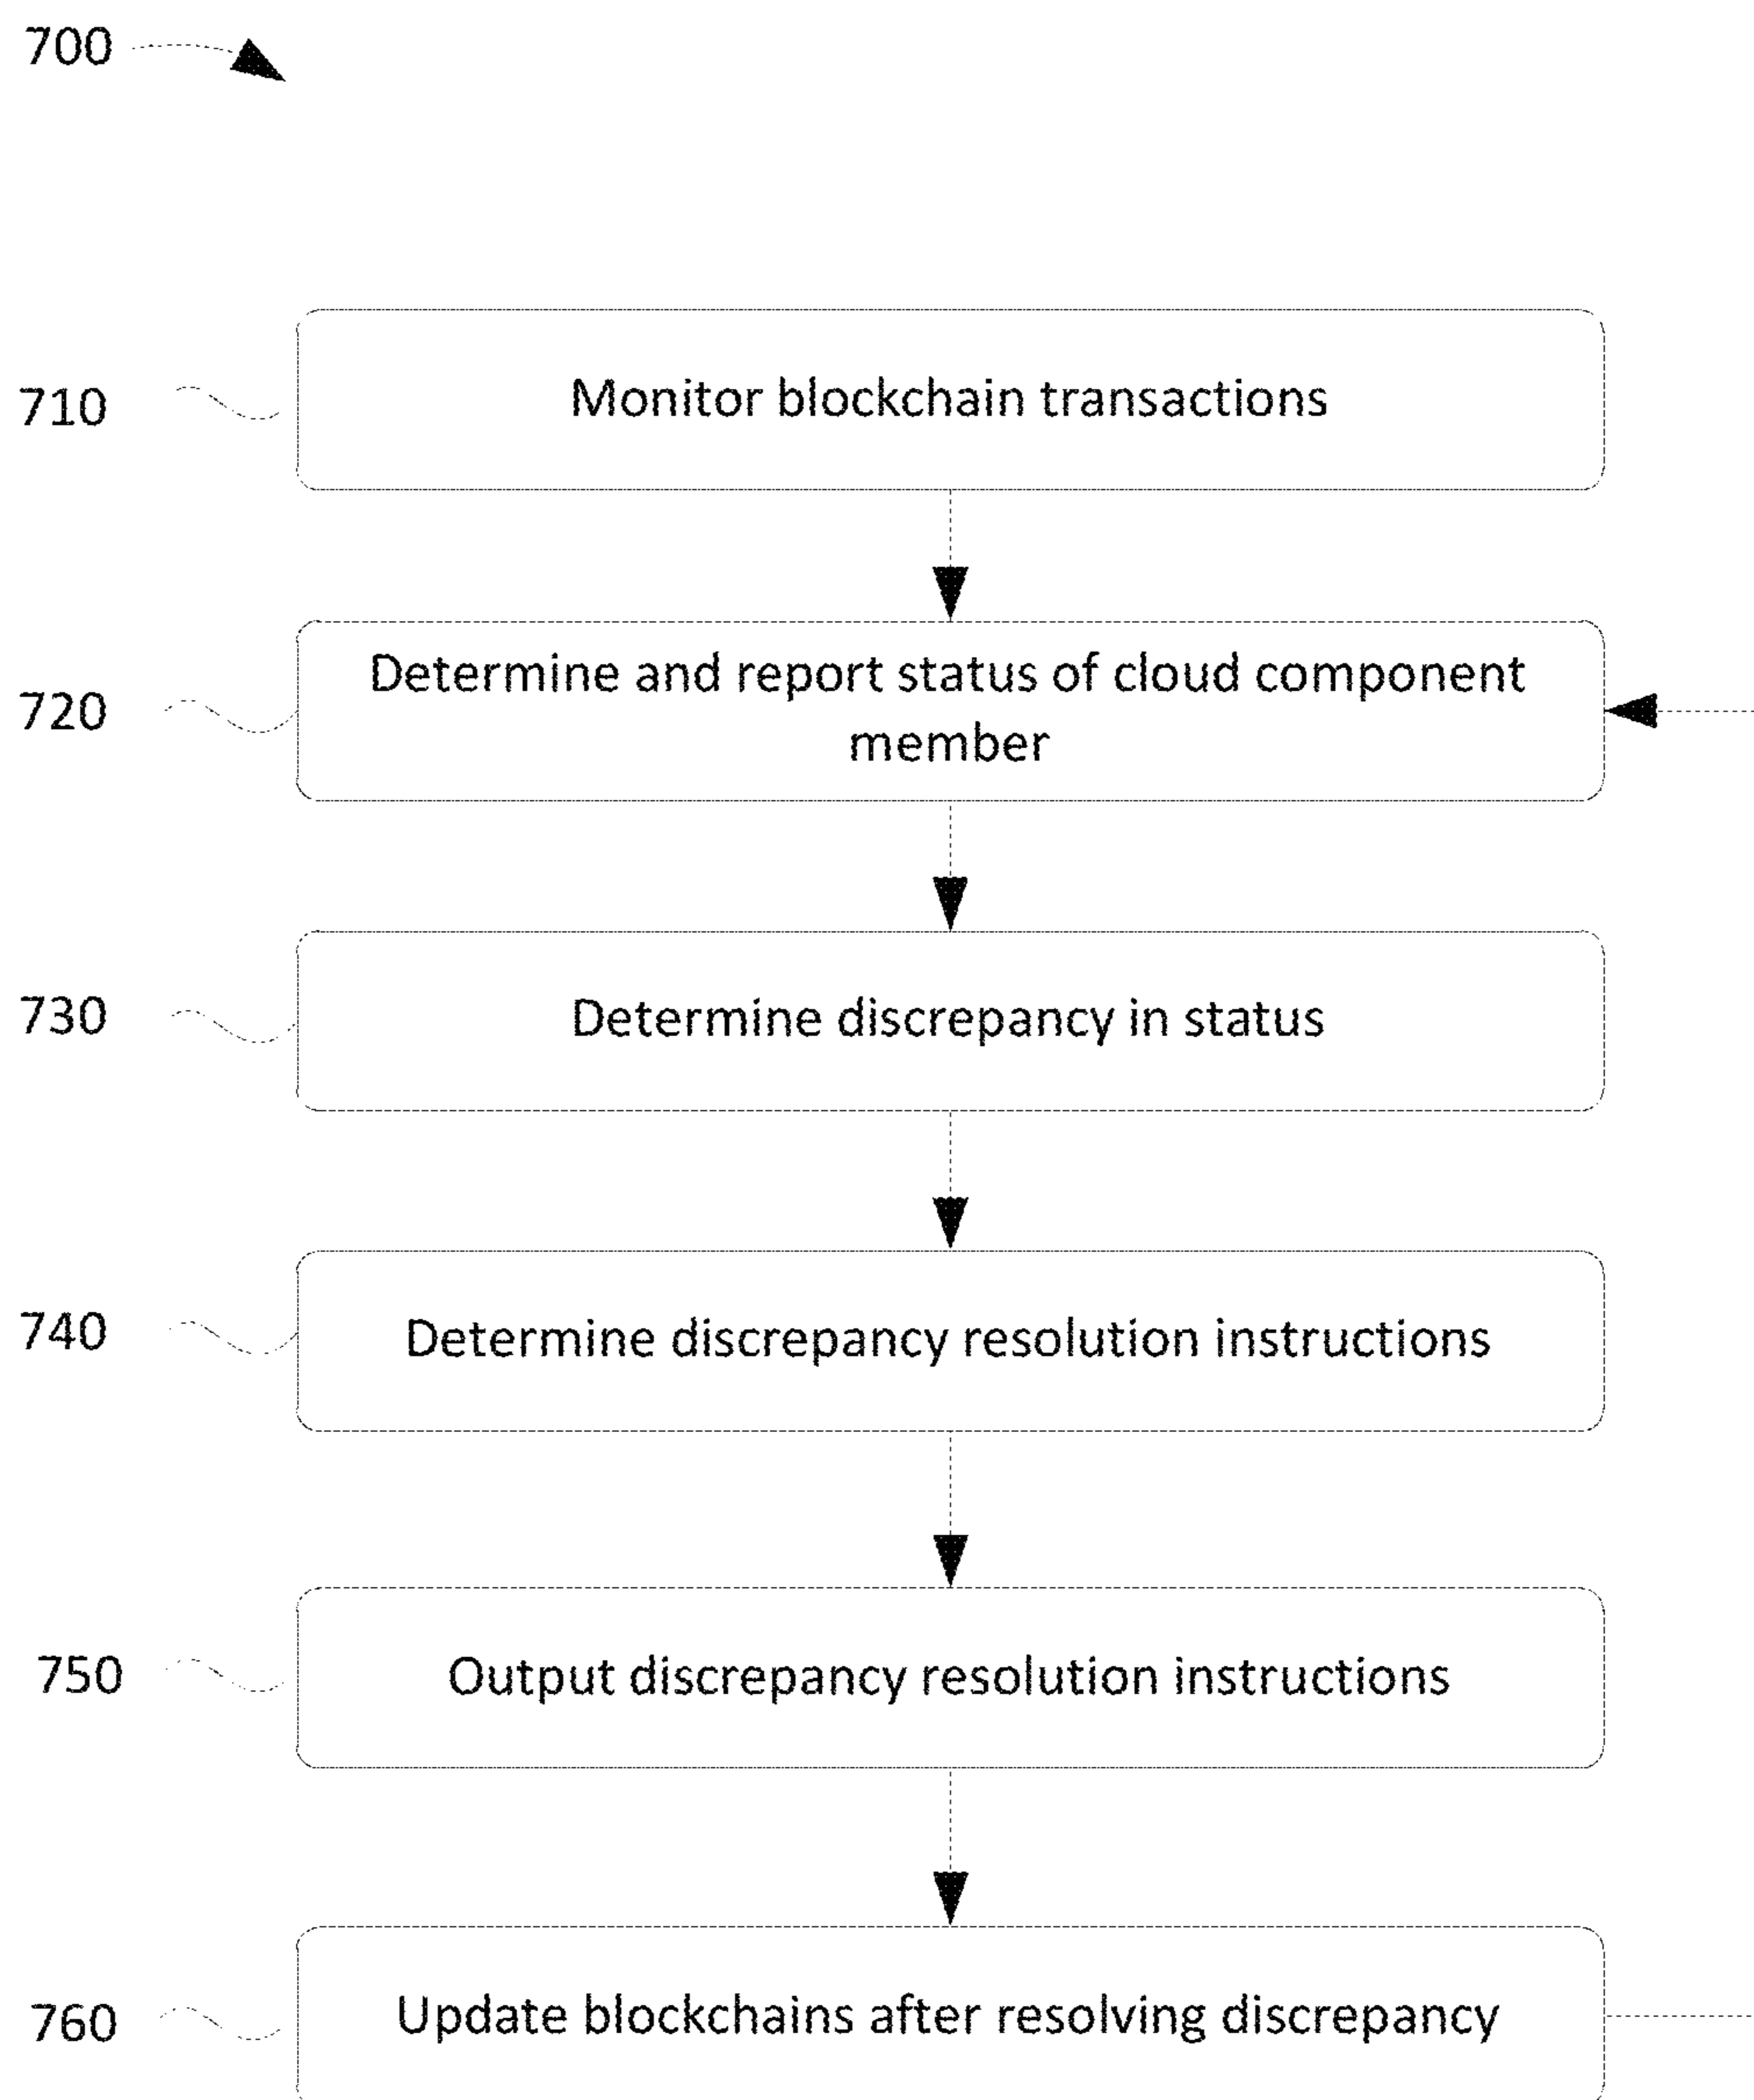 700
710
Monitor blockchain transactions
720
Determine and report status of cloud component
member
730
Determine discrepancy in status
740
Determine discrepancy resolution instructions
750
Output discrepancy resolution instructions
760
Update blockchains after resolving discrepancy